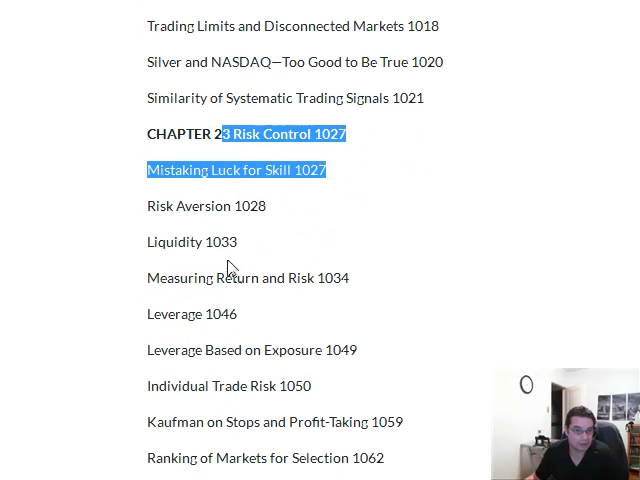 Trading Limits and Disconnected Markets 1018
Silver and NASDAQ—Too Good to Be True 1020
Similarity of Systematic Trading Signals 1021
CHAPTER 23 Risk Control 1027
Mistaking Luck for Skill 1027
Risk Aversion 1028
Liquidity 1033
Measuring Return and Risk 1034
Leverage 1046
Leverage Based on Exposure 1049
Individual Trade Risk 1050
Kaufman on Stops and Profit-Taking 1059
Ranking of Markets for Selection 1062